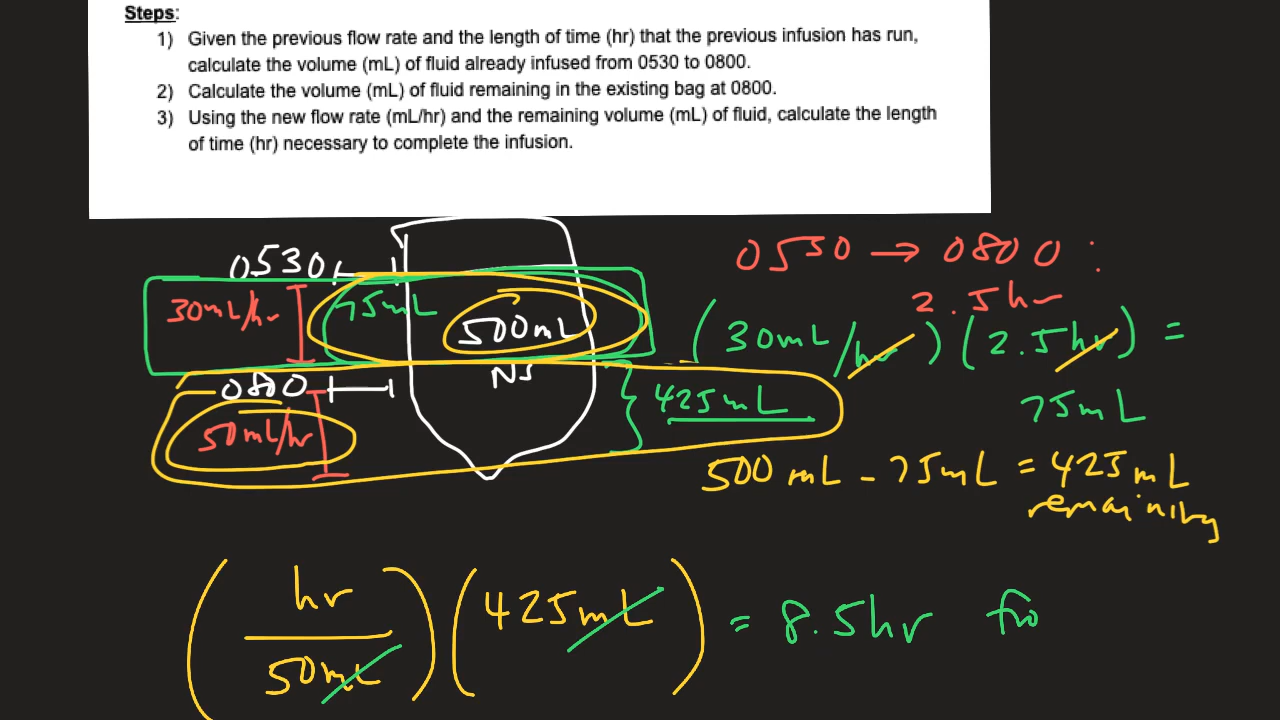 Steps:
1) Given the previous flow rate and the length of time (hr) that the previous infusion has run,
calculate the volume (mL) of fluid already infused from 0530 to 0800.
2) Calculate the volume (mL) of fluid remaining in the existing bag at 0800.
3) Using the new flow rate (mL/hr) and the remaining volume (mL) of fluid, calculate the length
of time (hr) necessary to complete the infusion.
0530
30mL/hr
75mL
500mL
NS
0800
50mL/hr
425mL
0530 → 0800 :
2.5hr
(30mL/hr)(2.5hr) =
75mL
500 mL - 75mL = 425mL
remaining
(hr/50mL)(425mL) = 8.5hr fro